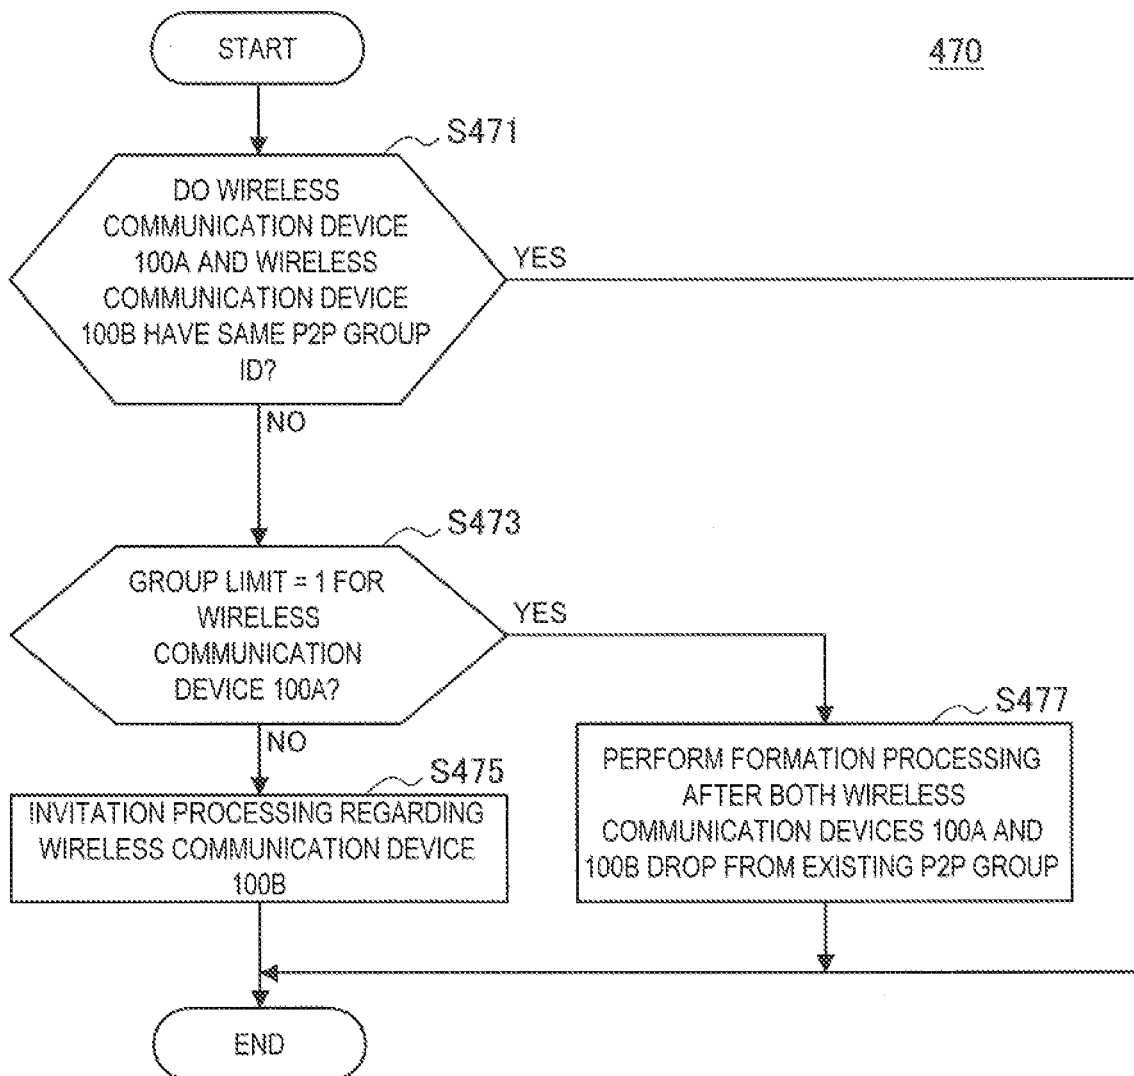 START
470
S471
DO WIRELESS
COMMUNICATION DEVICE
100A AND WIRELESS
COMMUNICATION DEVICE
100B HAVE SAME P2P GROUP
ID?
YES
NO
S473
GROUP LIMIT = 1 FOR
WIRELESS
COMMUNICATION
DEVICE 100A?
YES
NO
S475
INVITATION PROCESSING REGARDING
WIRELESS COMMUNICATION DEVICE
100B
S477
PERFORM FORMATION PROCESSING
AFTER BOTH WIRELESS
COMMUNICATION DEVICES 100A AND
100B DROP FROM EXISTING P2P GROUP
END